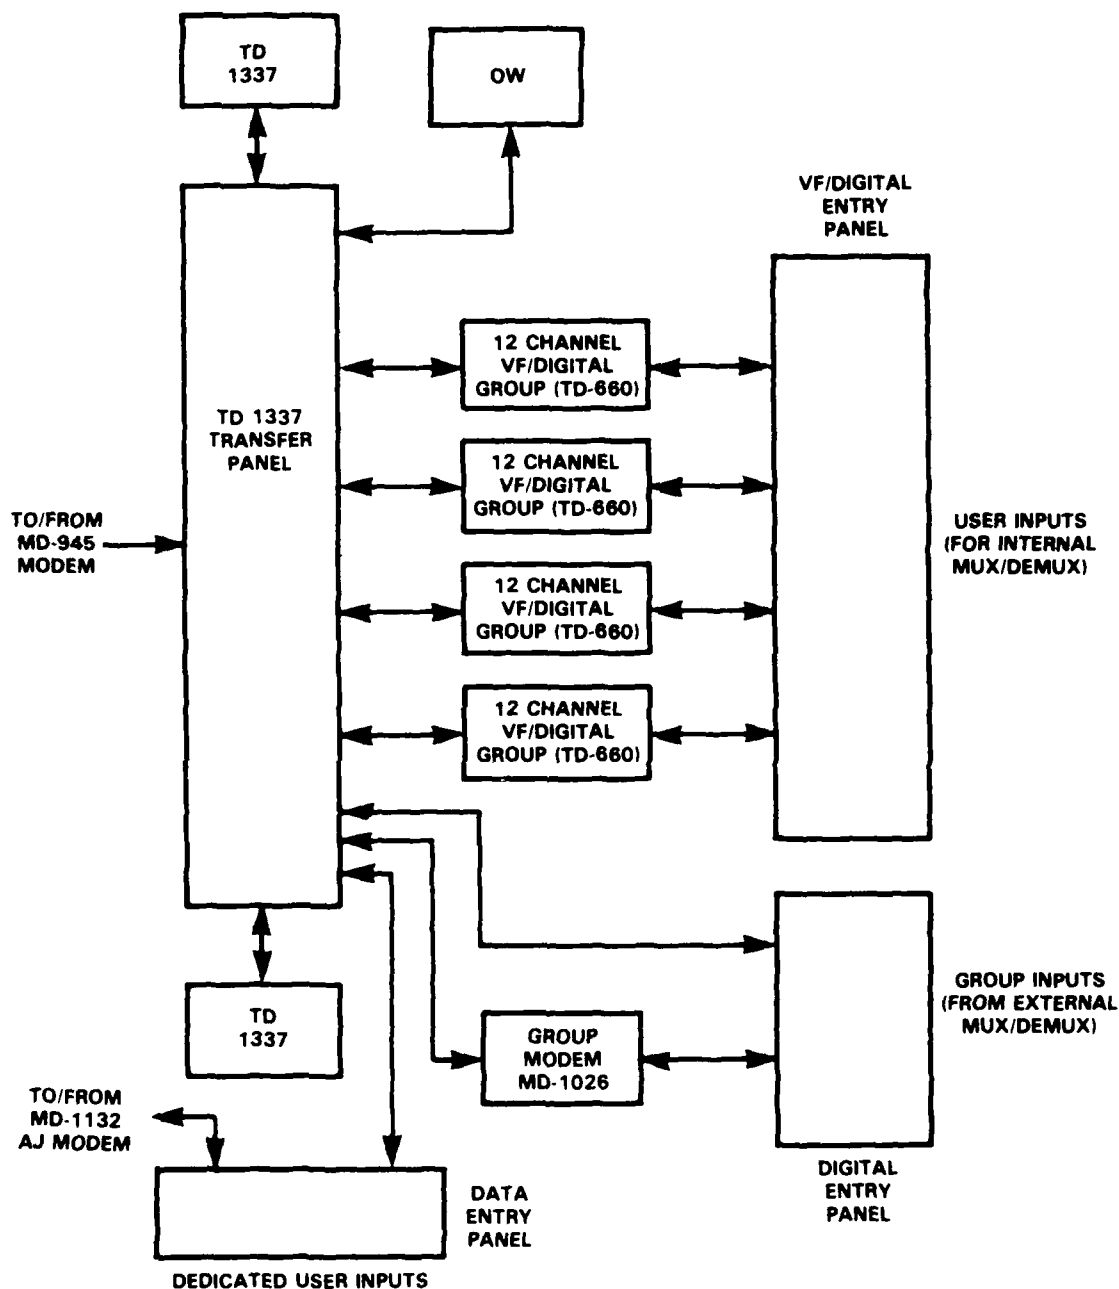 TD
1337
OW
VF/DIGITAL
ENTRY
PANEL
12 CHANNEL
VF/DIGITAL
GROUP (TD-660)
TD 1337
TRANSFER
PANEL
12 CHANNEL
VF/DIGITAL
GROUP (TD-660)
TO/FROM
MD-945
MODEM
USER INPUTS
(FOR INTERNAL
MUX/DEMUX)
12 CHANNEL
VF/DIGITAL
GROUP (TD-660)
12 CHANNEL
VF/DIGITAL
GROUP (TD-660)
GROUP INPUTS
(FROM EXTERNAL
MUX/DEMUX)
TD
1337
GROUP
MODEM
MD-1026
TO/FROM
MD-1132
AJ MODEM
DIGITAL
ENTRY
PANEL
DATA
ENTRY
PANEL
DEDICATED USER INPUTS